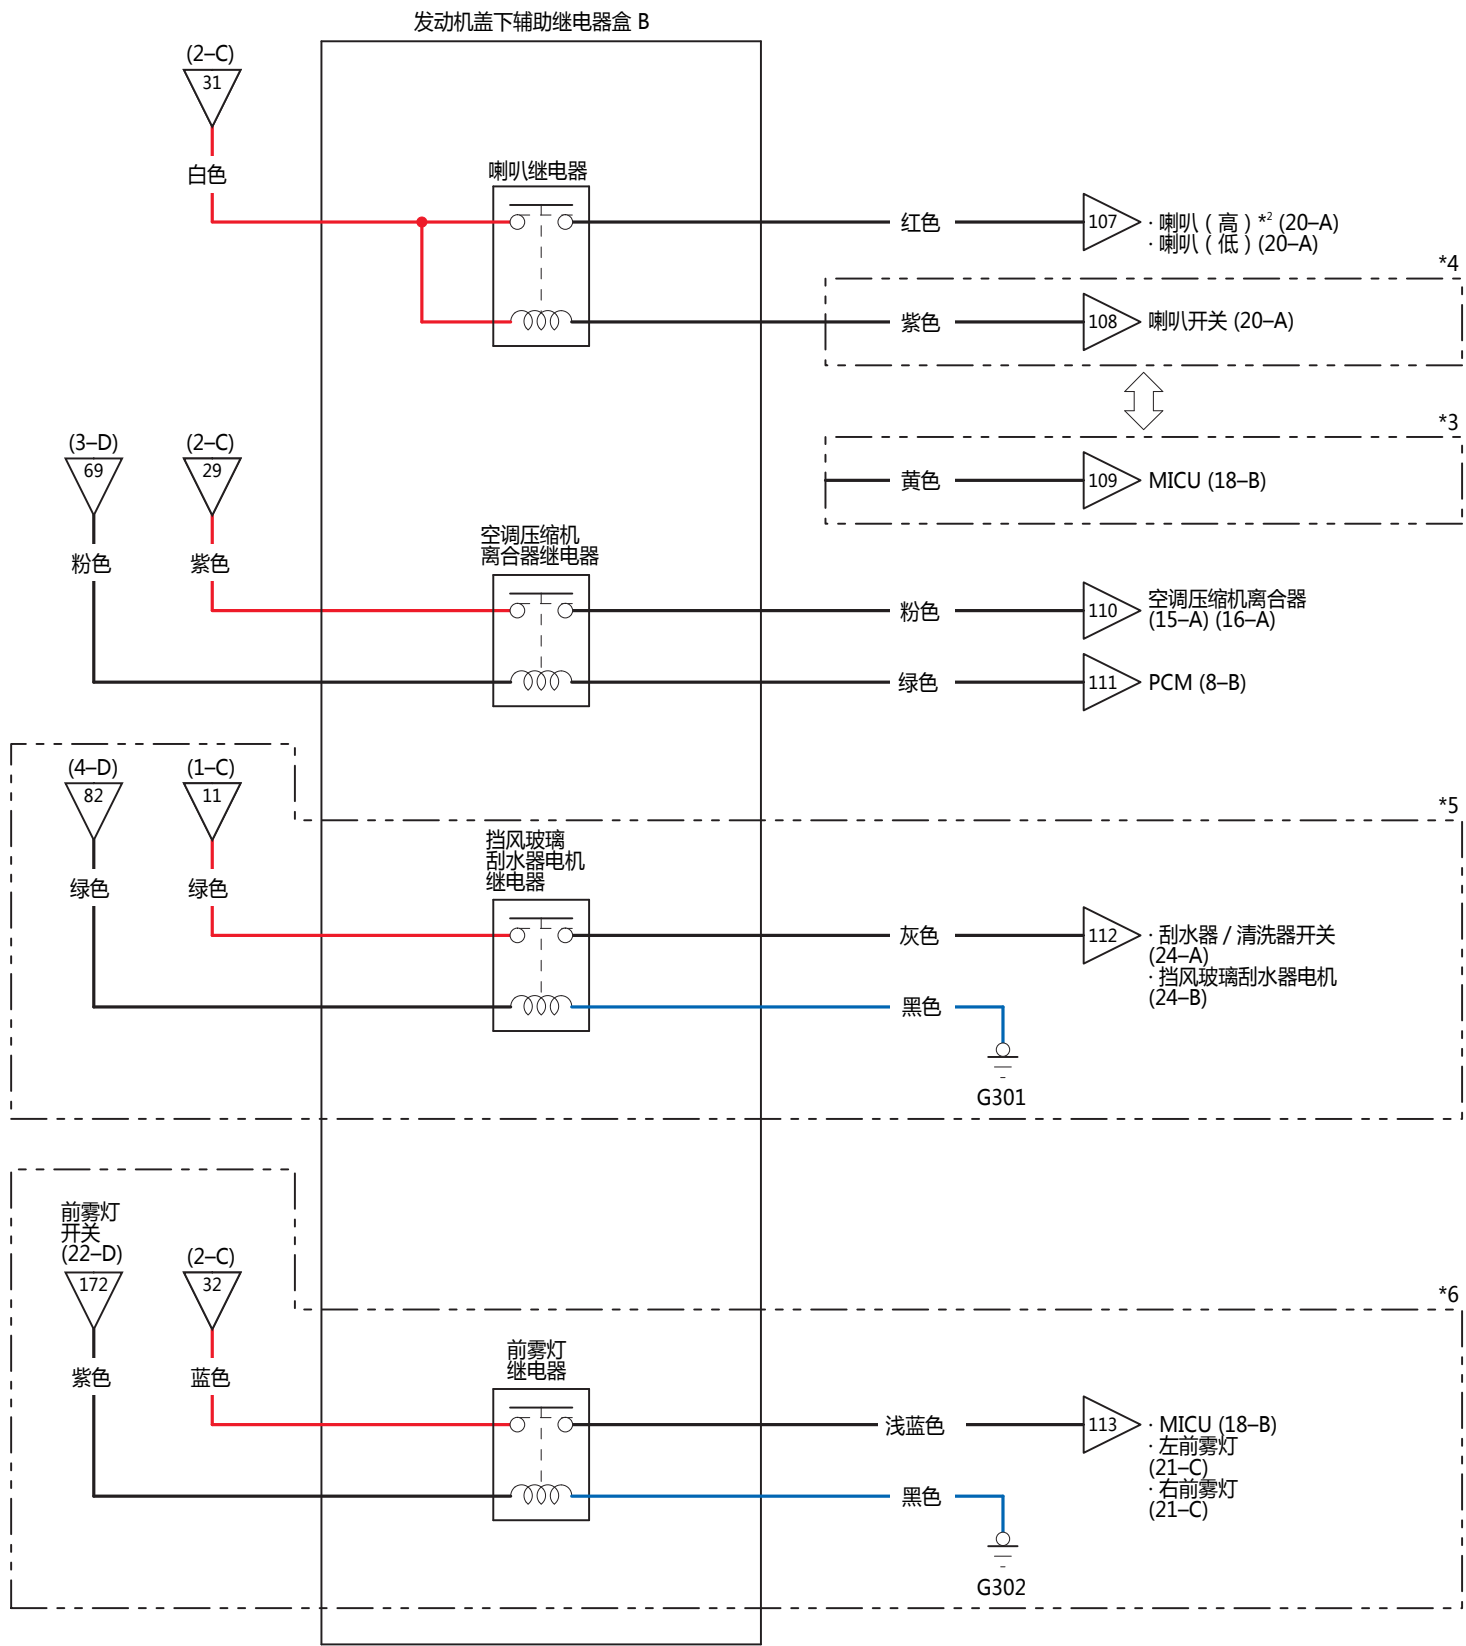 发动机盖下辅助继电器盒 B
(2–C)
31
白色
喇叭继电器
红色
107
· 喇叭 ( 高 ) *2 (20–A)
· 喇叭 ( 低 ) (20–A)
*4
紫色
108
喇叭开关 (20–A)
*3
黄色
109
MICU (18–B)
(3–D)
69
粉色
(2–C)
29
紫色
空调压缩机
离合器继电器
粉色
110
空调压缩机离合器
(15–A) (16–A)
绿色
111
PCM (8–B)
*5
(4–D)
82
绿色
(1–C)
11
绿色
挡风玻璃
刮水器电机
继电器
灰色
112
· 刮水器 / 清洗器开关
(24–A)
· 挡风玻璃刮水器电机
(24–B)
黑色
G301
*6
前雾灯
开关
(22–D)
172
紫色
(2–C)
32
蓝色
前雾灯
继电器
浅蓝色
113
· MICU (18–B)
· 左前雾灯
(21–C)
· 右前雾灯
(21–C)
黑色
G302